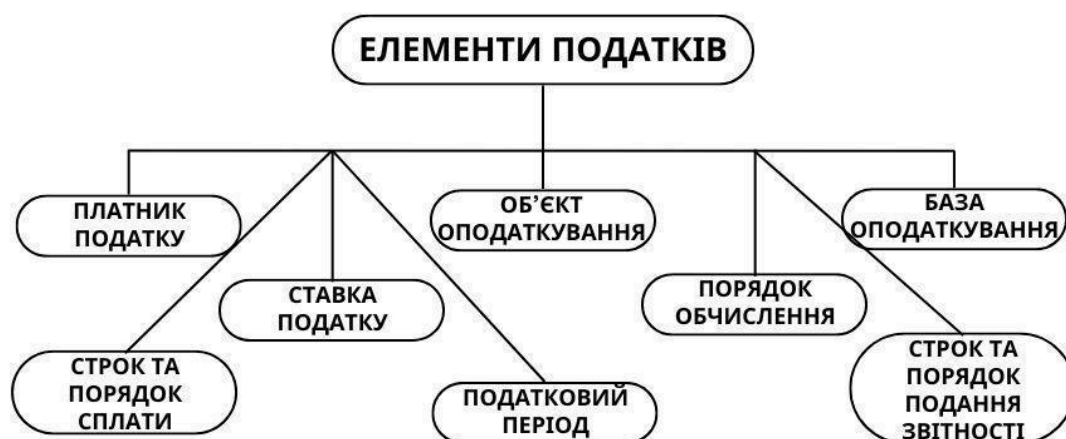 ЕЛЕМЕНТИ ПОДАТКІВ
ПЛАТНИК
ПОДАТКУ
ОБ’ЄКТ
ОПОДАТКУВАННЯ
БАЗА
ОПОДАТКУВАННЯ
СТАВКА
ПОДАТКУ
ПОРЯДОК
ОБЧИСЛЕННЯ
СТРОК ТА
ПОРЯДОК
СПЛАТИ
ПОДАТКОВИЙ
ПЕРІОД
СТРОК ТА
ПОРЯДОК
ПОДАННЯ
ЗВІТНОСТІ